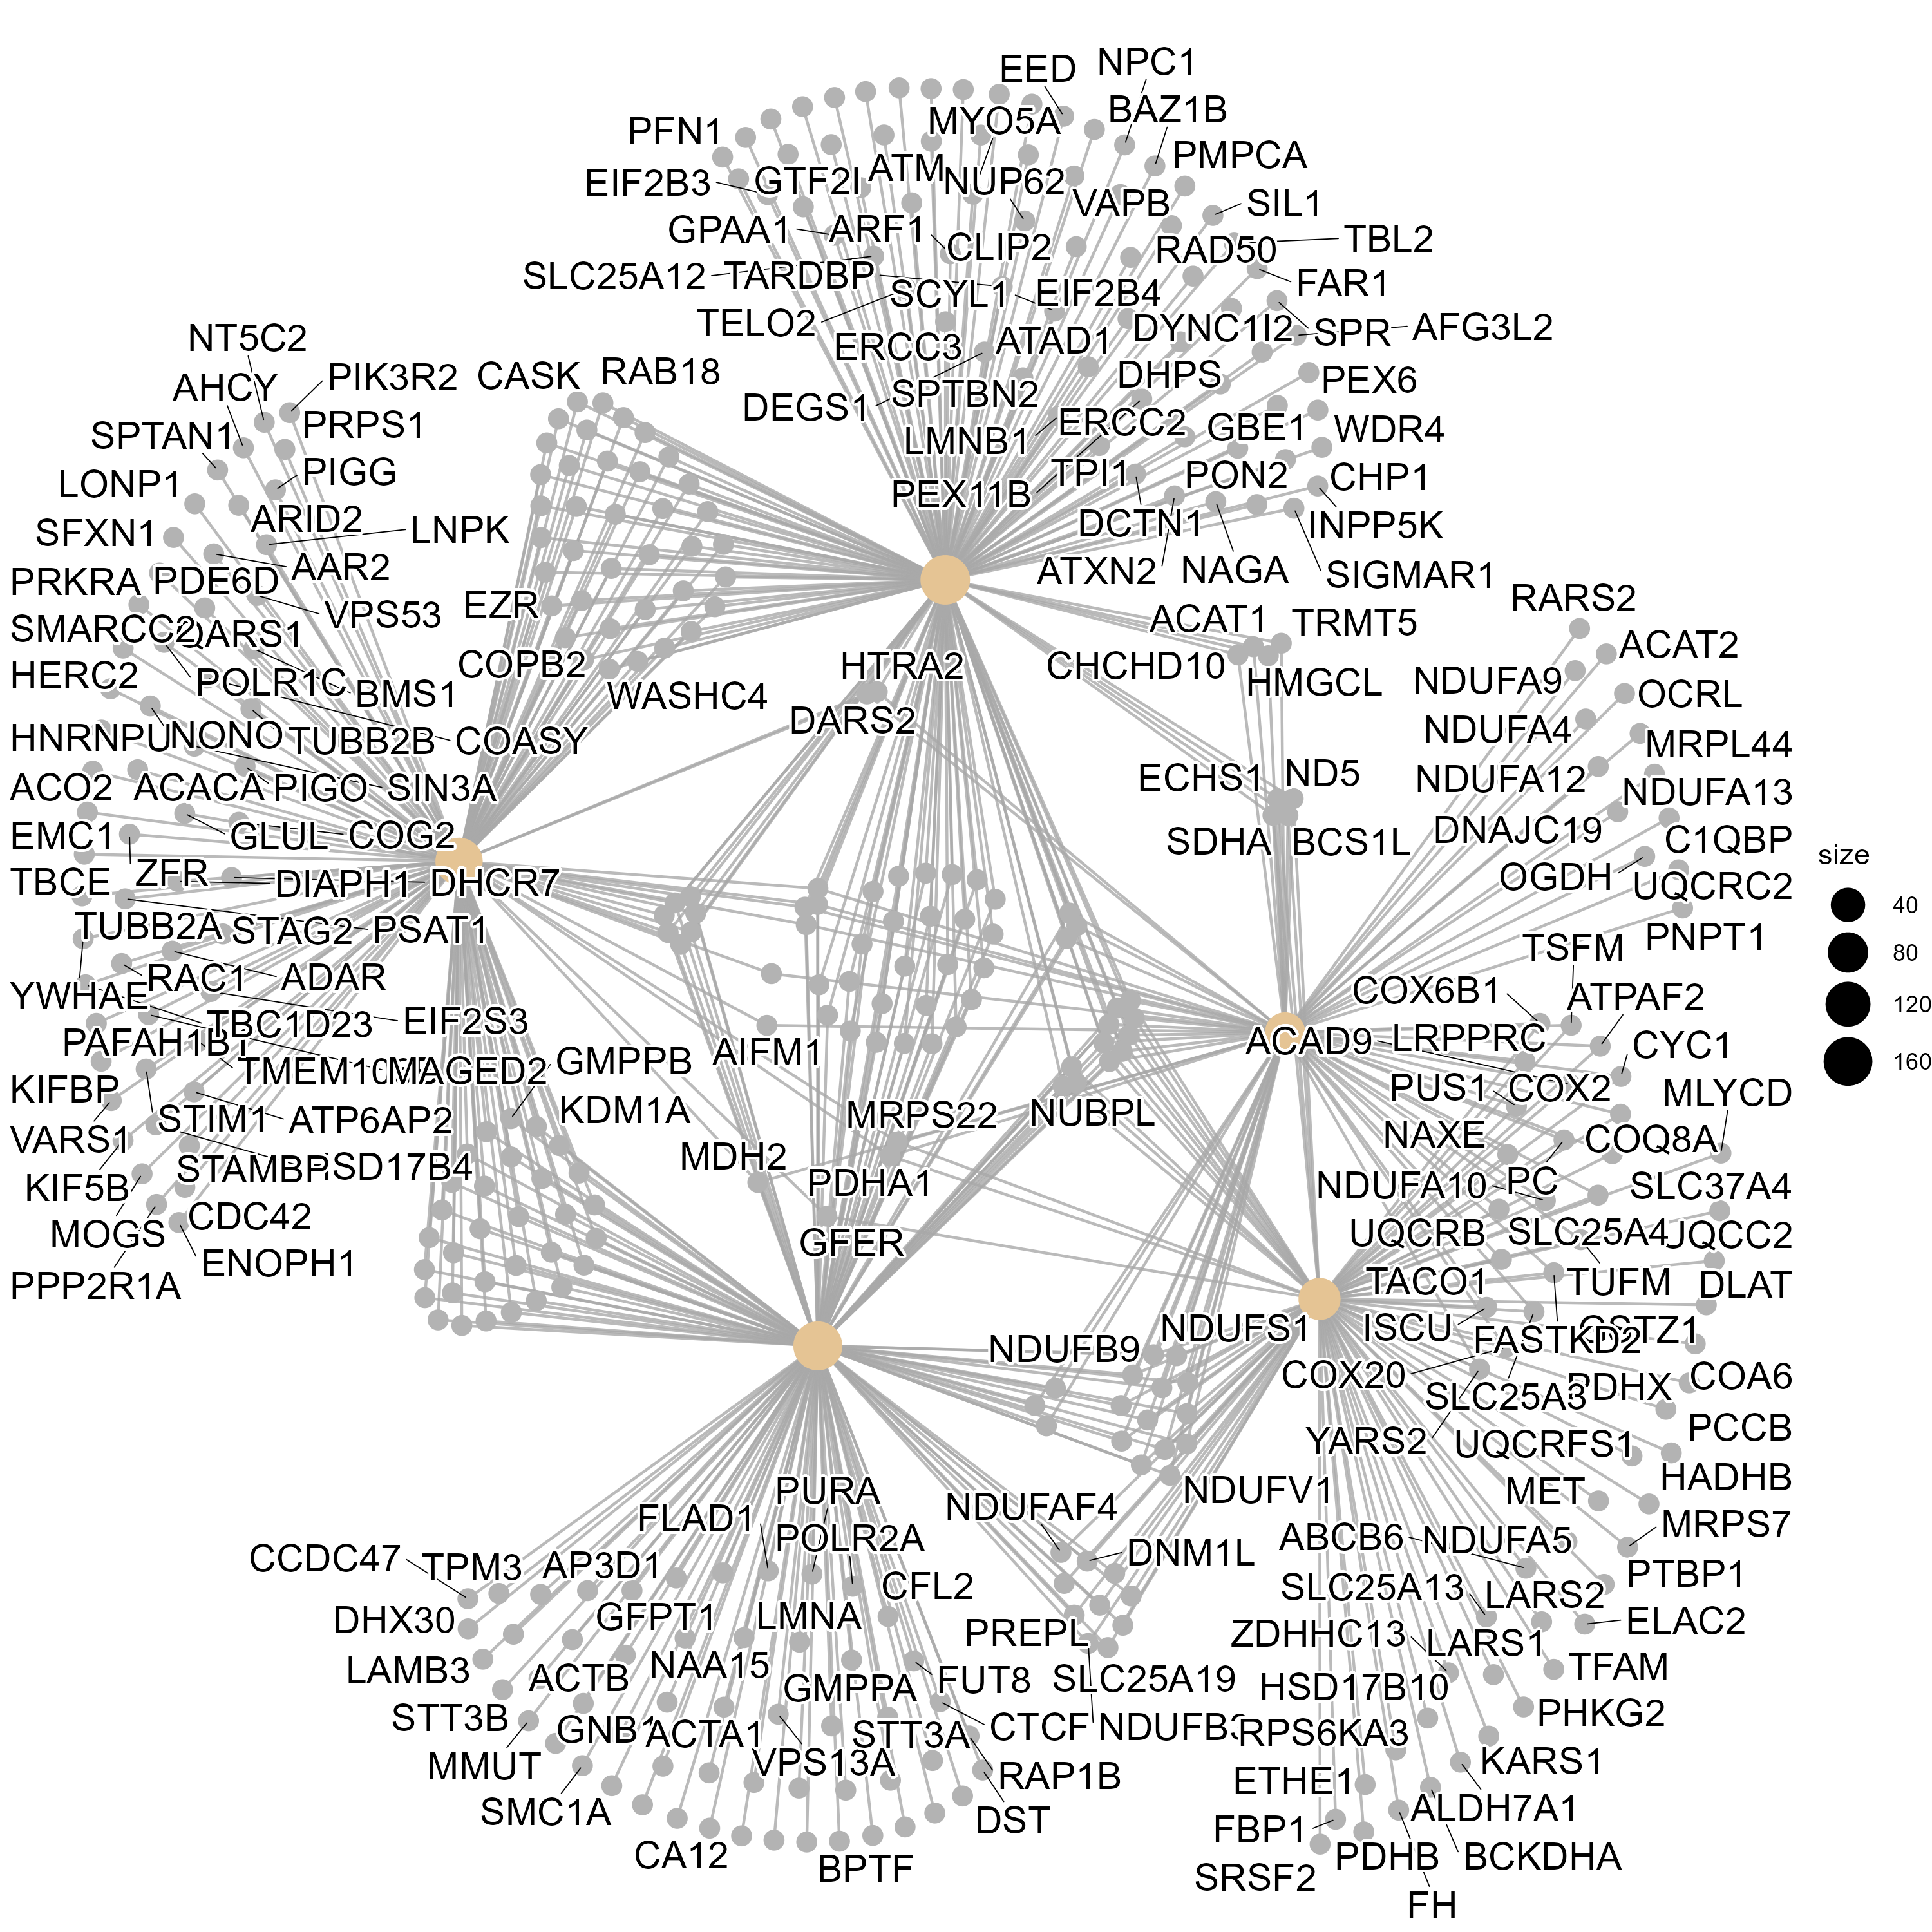 EED
NPC1
MYO5A
BAZ1B
PFN1
PMPCA
EIF2B3
GTF2I
ATM
NUP62
VAPB
SIL1
GPAA1
ARF1
CLIP2
RAD50
TBL2
SLC25A12
TARDBP
FAR1
SCYL1
EIF2B4
TELO2
DYNC1I2
SPR
AFG3L2
NT5C2
ERCC3
ATAD1
AHCY
PIK3R2
CASK
RAB18
DHPS
PEX6
SPTBN2
DEGS1
SPTAN1
PRPS1
ERCC2
GBE1
WDR4
LMNB1
LONP1
PIGG
TPI1
PON2
CHP1
PEX11B
SFXN1
ARID2
LNPK
DCTN1
INPP5K
PRKRA
PDE6D
AAR2
ATXN2
NAGA
SIGMAR1
VPS53
EZR
RARS2
SMARCC2
QARS1
ACAT1
TRMT5
ACAT2
HERC2
POLR1C
BMS1
COPB2
WASHC4
HTRA2
CHCHD10
HMGCL
NDUFA9
OCRL
DARS2
HNRNPU
NONO
TUBB2B
COASY
NDUFA4
MRPL44
ACO2
ACACA
PIGO
SIN3A
ECHS1
ND5
NDUFA12
NDUFA13
EMC1
GLUL
COG2
SDHA
BCS1L
DNAJC19
C1QBP
size
TBCE
ZFR
DIAPH1
DHCR7
OGDH
UQCRC2
40
TUBB2A
STAG2
PSAT1
TSFM
PNPT1
80
YWHAE
RAC1
ADAR
COX6B1
ATPAF2
120
TBC1D23
EIF2S3
PAFAH1B1
ACAD9
LRPPRC
CYC1
160
TMEM106B
MAGED2
GMPPB
AIFM1
KIFBP
PUS1
COX2
MLYCD
VARS1
STIM1
ATP6AP2
KDM1A
MRPS22
NUBPL
NAXE
COQ8A
KIF5B
STAMBP
HSD17B4
MDH2
PDHA1
NDUFA10
PC
SLC37A4
MOGS
CDC42
GFER
UQCRB
SLC25A4
UQCC2
PPP2R1A
ENOPH1
TACO1
TUFM
DLAT
NDUFB9
NDUFS1
ISCU
FASTKD2
GSTZ1
COX20
SLC25A3
PDHX
COA6
YARS2
UQCRFS1
PCCB
PURA
NDUFAF4
NDUFV1
MET
HADHB
FLAD1
POLR2A
ABCB6
NDUFA5
MRPS7
CCDC47
TPM3
AP3D1
DNM1L
PTBP1
CFL2
SLC25A13
LARS2
DHX30
GFPT1
LMNA
PREPL
ZDHHC13
LARS1
ELAC2
LAMB3
ACTB
NAA15
GMPPA
FUT8
SLC25A19
HSD17B10
TFAM
STT3B
GNB1
ACTA1
STT3A
CTCF
NDUFB3
RPS6KA3
PHKG2
MMUT
VPS13A
RAP1B
ETHE1
KARS1
SMC1A
DST
FBP1
ALDH7A1
CA12
BPTF
SRSF2
PDHB
BCKDHA
FH